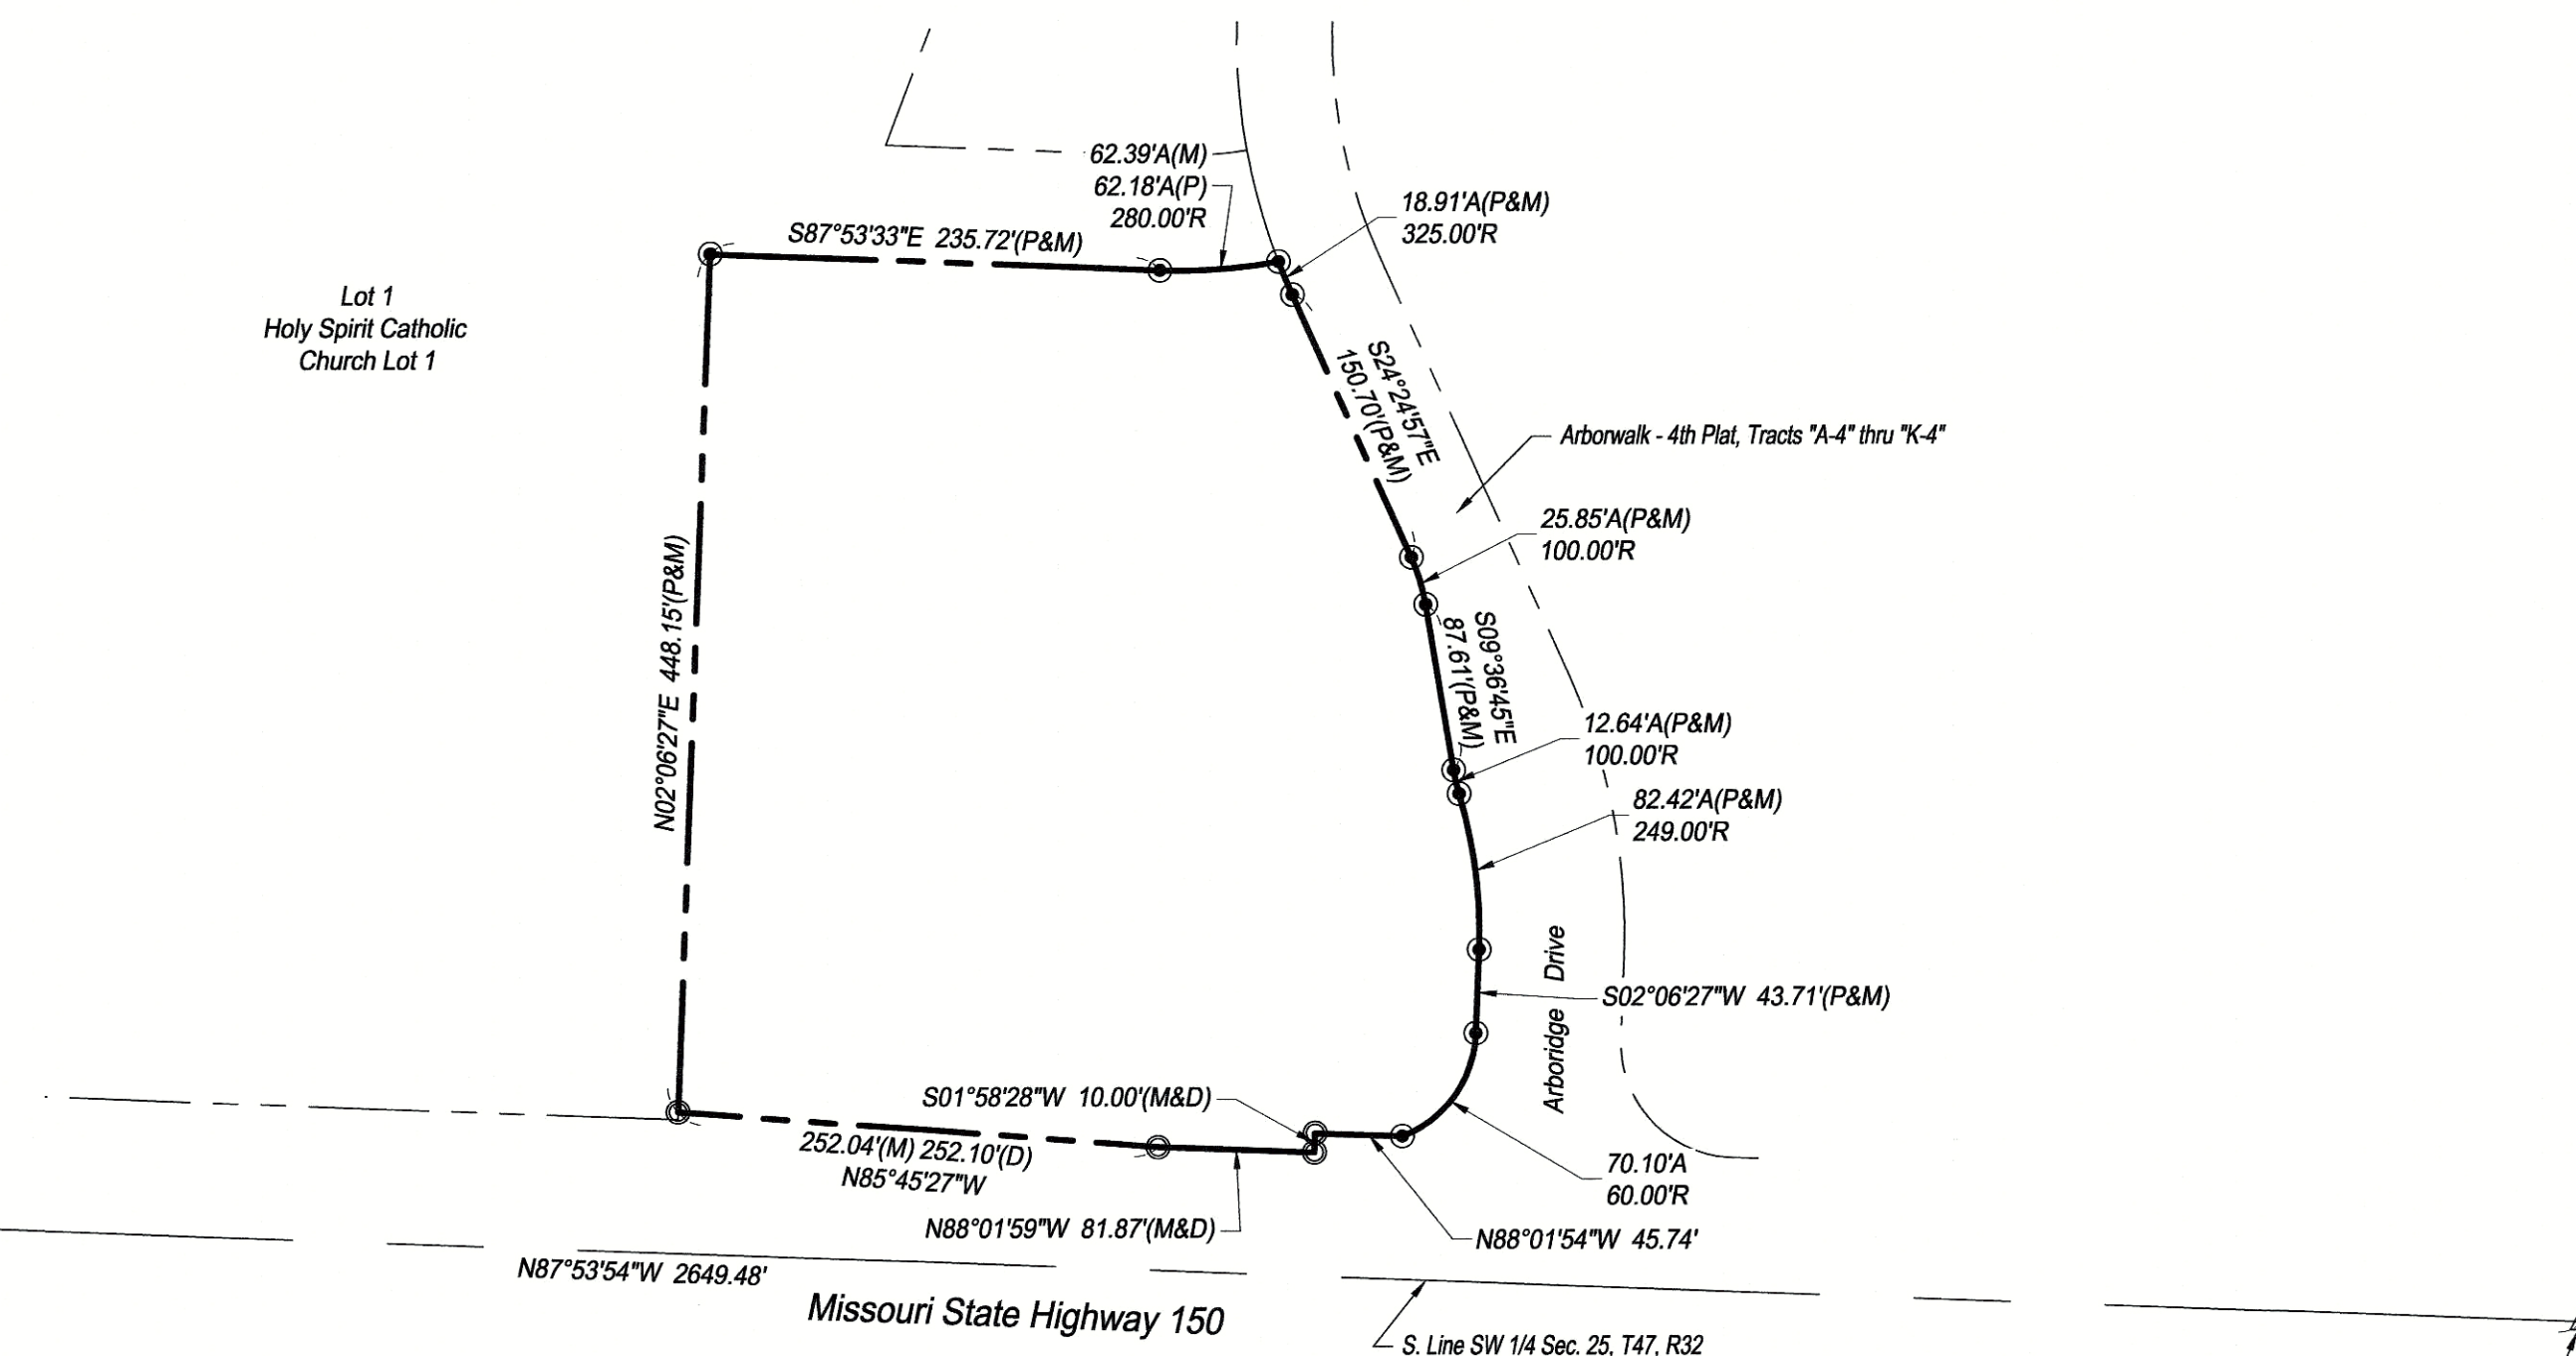 62.39'A(M)
62.18'A(P)
280.00'R
18.91'A(P&M)
325.00'R
S87°53'33"E 235.72'(P&M)
Lot 1
Holy Spirit Catholic
Church Lot 1
S24°24'57"E
150.70'(P&M)
Arborwalk - 4th Plat, Tracts "A-4" thru "K-4"
25.85'A(P&M)
100.00'R
N02°06'27"E 448.15'(P&M)
S09°36'45"E
87.61'(P&M)
12.64'A(P&M)
100.00'R
82.42'A(P&M)
249.00'R
Arboridge Drive
S02°06'27"W 43.71'(P&M)
S01°58'28"W 10.00'(M&D)
252.04'(M) 252.10'(D)
N85°45'27"W
70.10'A
60.00'R
N88°01'59"W 81.87'(M&D)
N88°01'54"W 45.74'
N87°53'54"W 2649.48'
Missouri State Highway 150
S. Line SW 1/4 Sec. 25, T47, R32